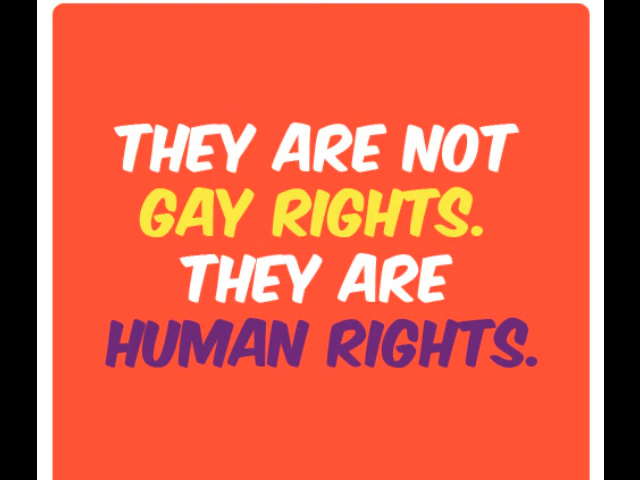 THEY ARE NOT
GAY RIGHTS.
THEY ARE
HUMAN RIGHTS.